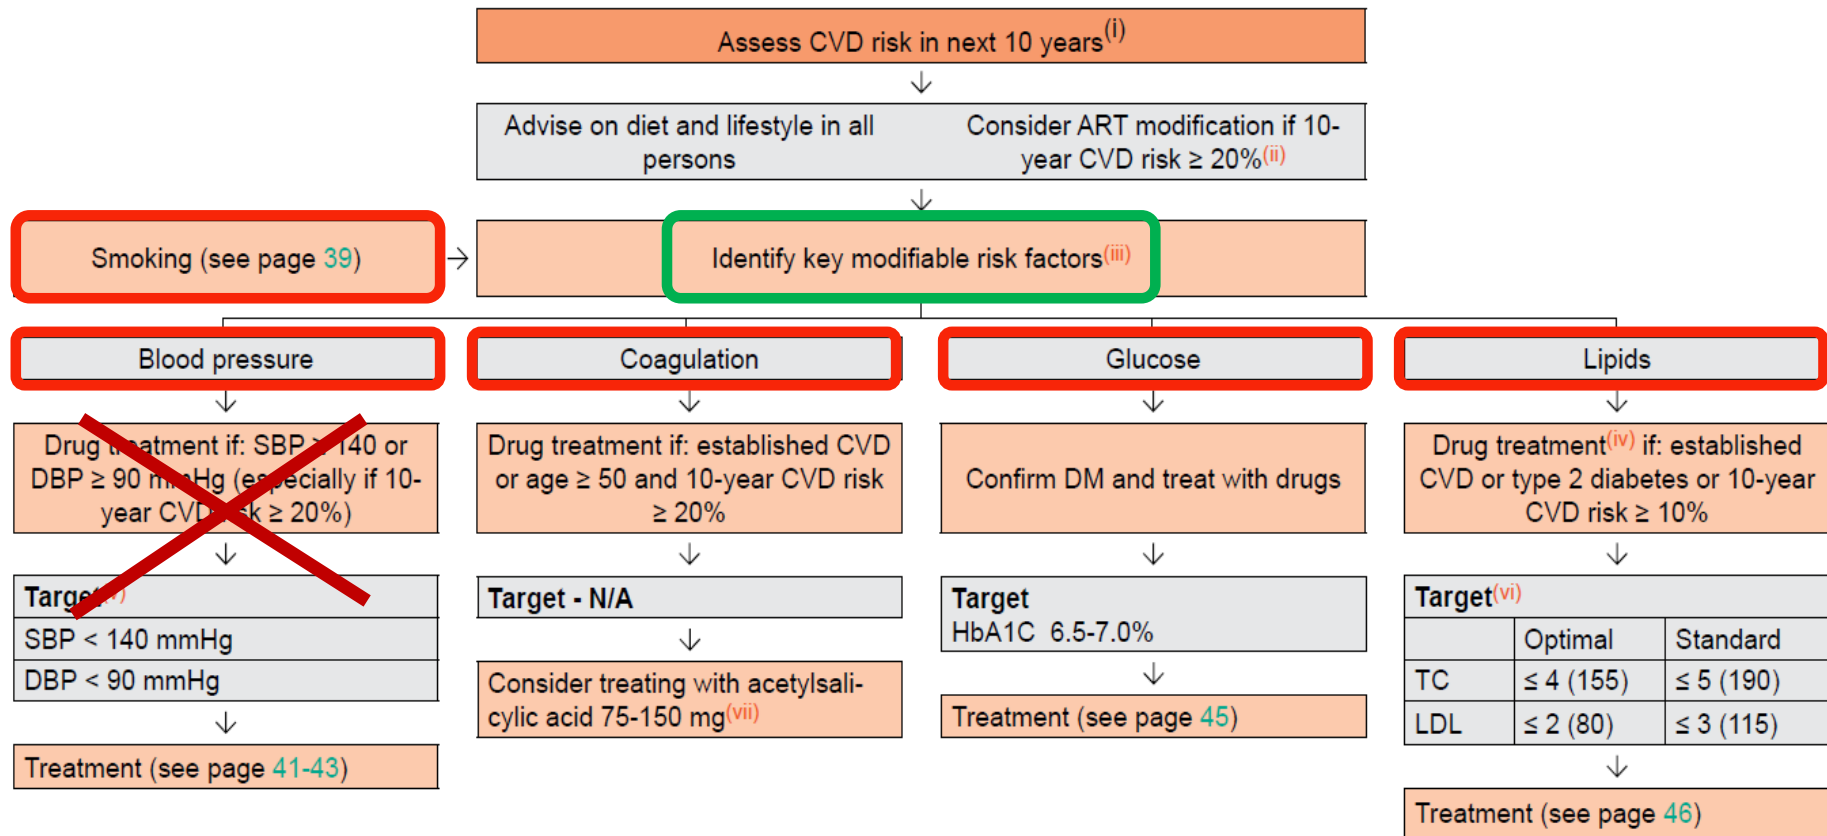 Assess CVD risk in next 10 years(i)
Advise on diet and lifestyle in all
persons
Consider ART modification if 10-
year CVD risk ≥ 20%(ii)
Smoking (see page 39)
Identify key modifiable risk factors(iii)
Blood pressure
Drug treatment if: SBP ≥ 140 or
DBP ≥ 90 mmHg (especially if 10-
year CVD risk ≥ 20%)
Target(v)
SBP < 140 mmHg
DBP < 90 mmHg
Treatment (see page 41-43)
Coagulation
Drug treatment if: established CVD
or age ≥ 50 and 10-year CVD risk
≥ 20%
Target - N/A
Consider treating with acetylsali-
cylic acid 75-150 mg(vii)
Glucose
Confirm DM and treat with drugs
Target
HbA1C 6.5-7.0%
Treatment (see page 45)
Lipids
Drug treatment(iv) if: established
CVD or type 2 diabetes or 10-year
CVD risk ≥ 10%
Target(vi)
Optimal Standard
TC ≤ 4 (155) ≤ 5 (190)
LDL ≤ 2 (80) ≤ 3 (115)
Treatment (see page 46)